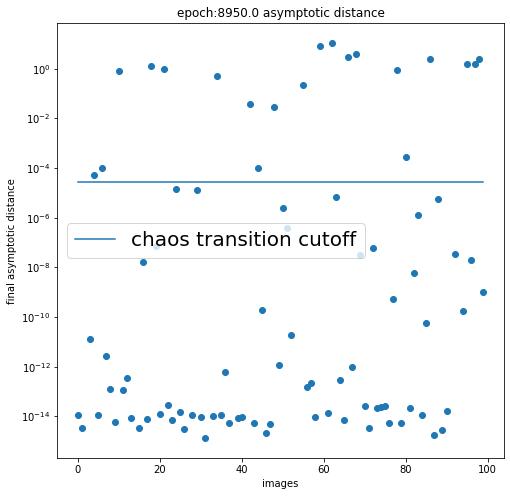 epoch:8950.0 asymptotic distance
final asymptotic distance
10^0
10^-2
10^-4
10^-6
10^-8
10^-10
10^-12
10^-14
chaos transition cutoff
0 20 40 60 80 100
images